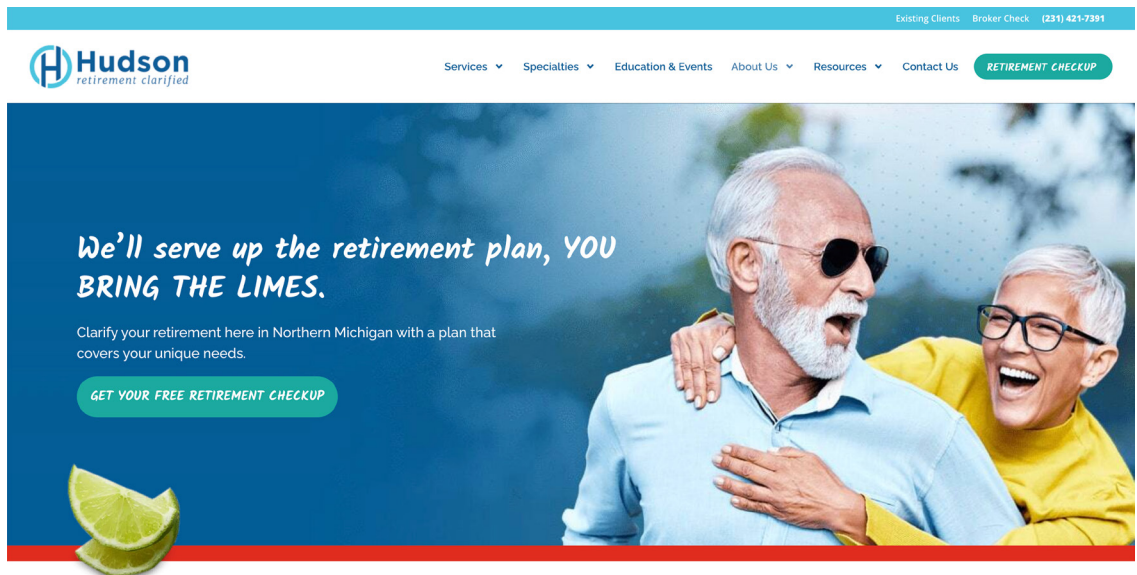 Existing Clients Broker Check (231) 421-7391
Hudson
retirement clarified
Services Specialties Education & Events About Us Resources Contact Us RETIREMENT CHECKUP
We'll serve up the retirement plan, YOU
BRING THE LIMES.
Clarify your retirement here in Northern Michigan with a plan that
covers your unique needs.
GET YOUR FREE RETIREMENT CHECKUP